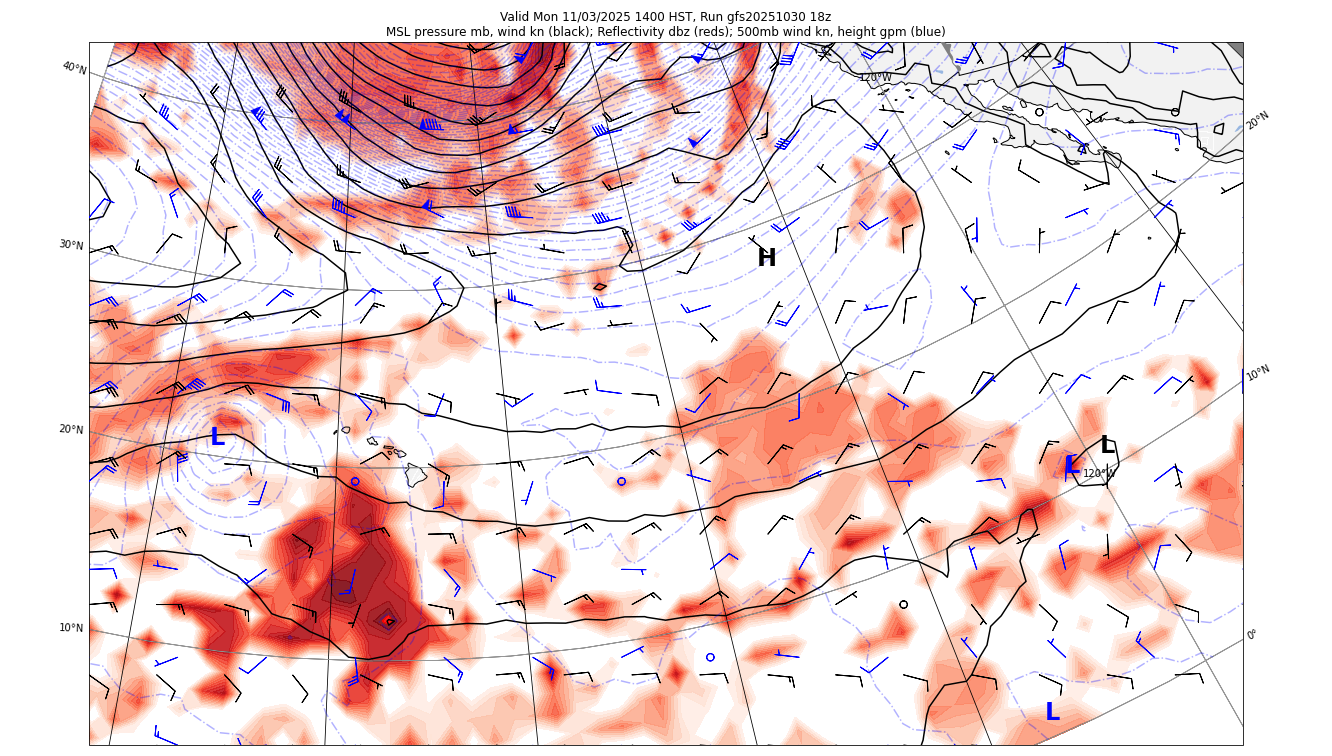 Valid Mon 11/03/2025 1400 HST, Run gfs20251030 18z
MSL pressure mb, wind kn (black); Reflectivity dbz (reds); 500mb wind kn, height gpm (blue)
40°N
120°W
20°N
30°N
H
10°N
20°N
L
L
L
120°W
10°N
0°
L